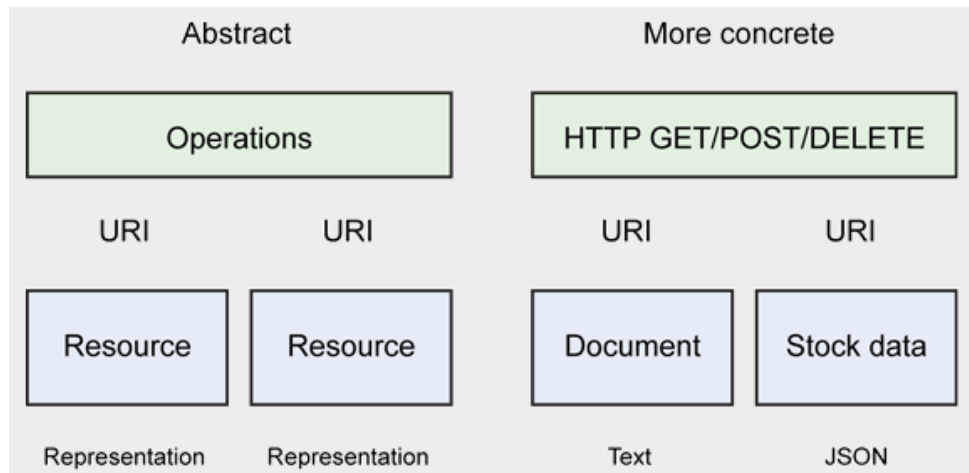 Abstract
More concrete
Operations
HTTP GET/POST/DELETE
URI
URI
URI
URI
Resource
Resource
Document
Stock data
Representation
Representation
Text
JSON